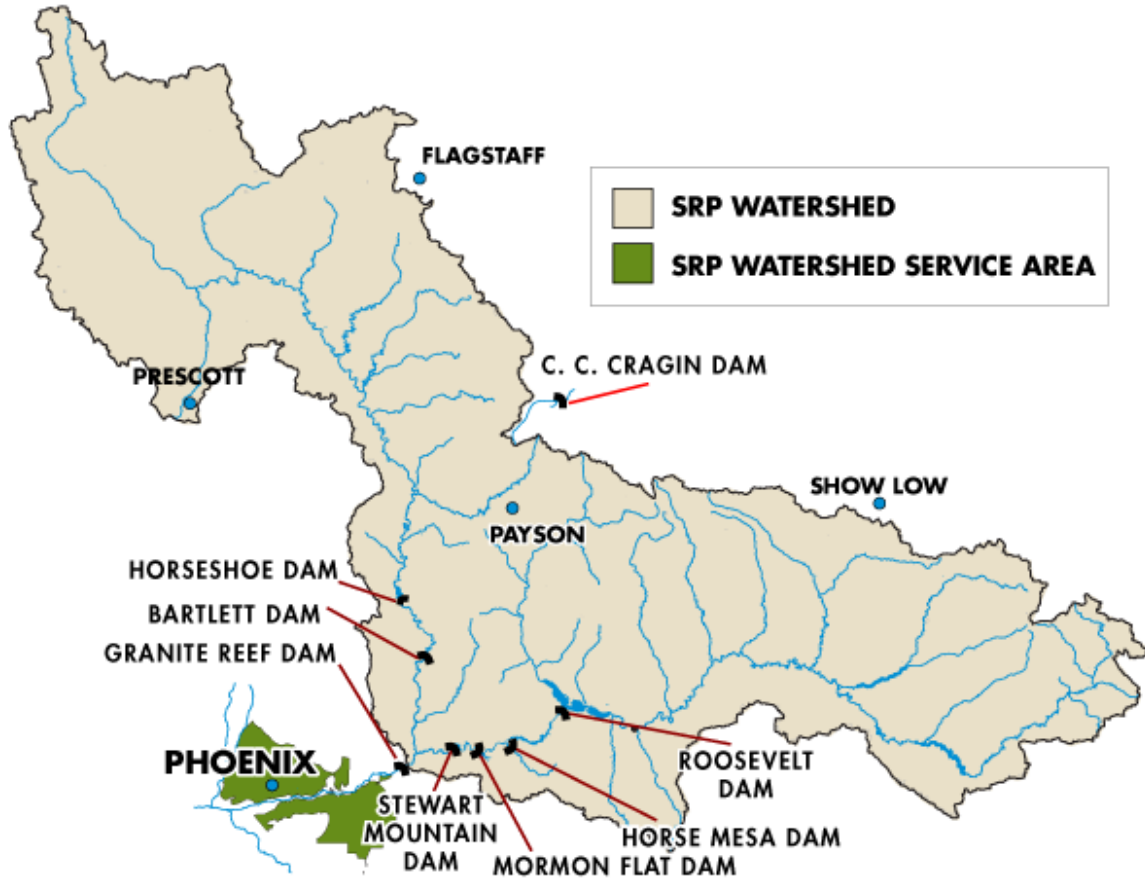 FLAGSTAFF
SRP WATERSHED
SRP WATERSHED SERVICE AREA
C. C. CRAGIN DAM
PRESCOTT
SHOW LOW
PAYSON
HORSESHOE DAM
BARTLETT DAM
GRANITE REEF DAM
PHOENIX
ROOSEVELT
DAM
STEWART
MOUNTAIN
DAM
HORSE MESA DAM
MORMON FLAT DAM